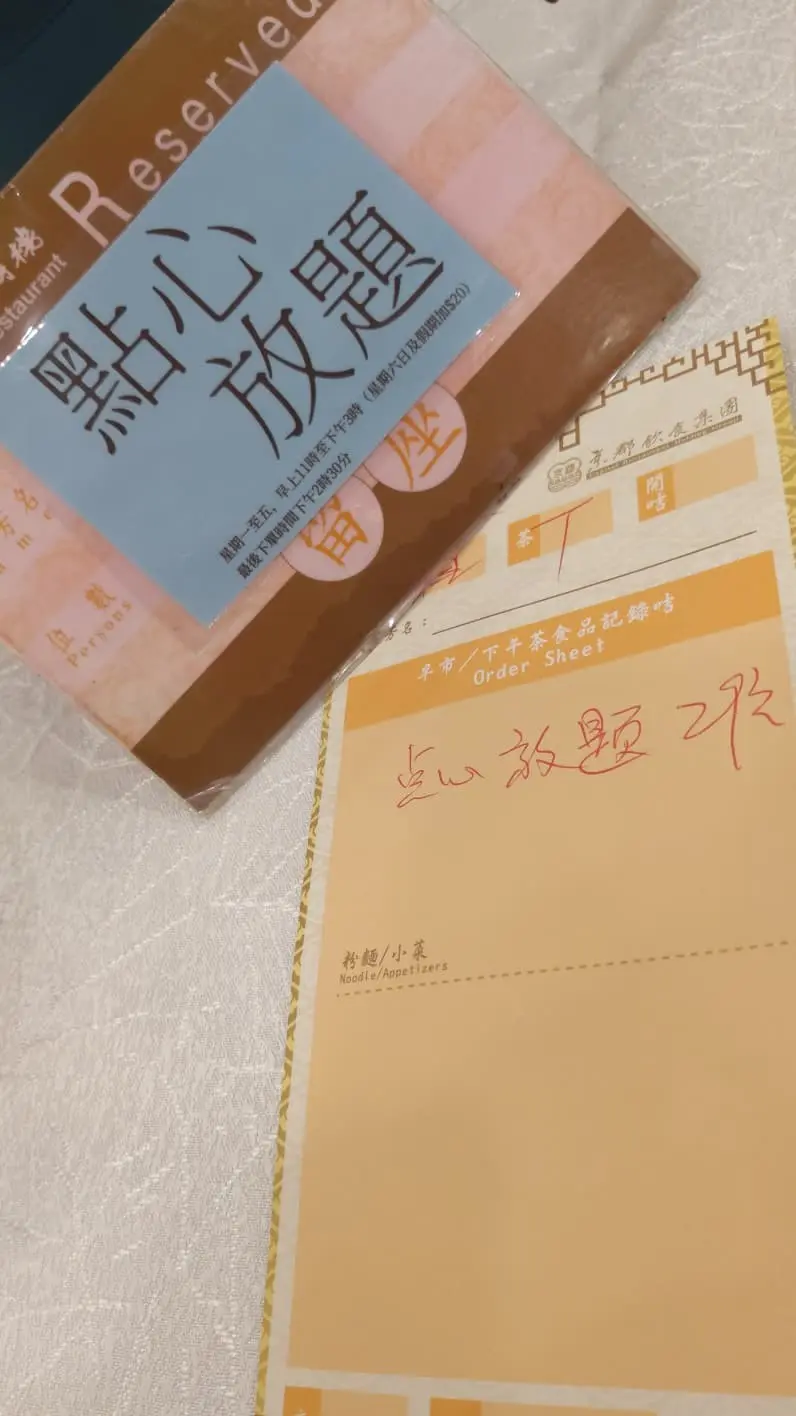 Reserved
點心
放題
星期一至五，早上11時至下午3時（星期六日及假期加$20）
最後下單時間下午2時30分
留座
位數
Persons
京都飲食集團
茶 T
開咭
早市／下午茶食品記錄咭
Order Sheet
点心 放題 2位
粉麵/小菜
Noodle/Appetizers